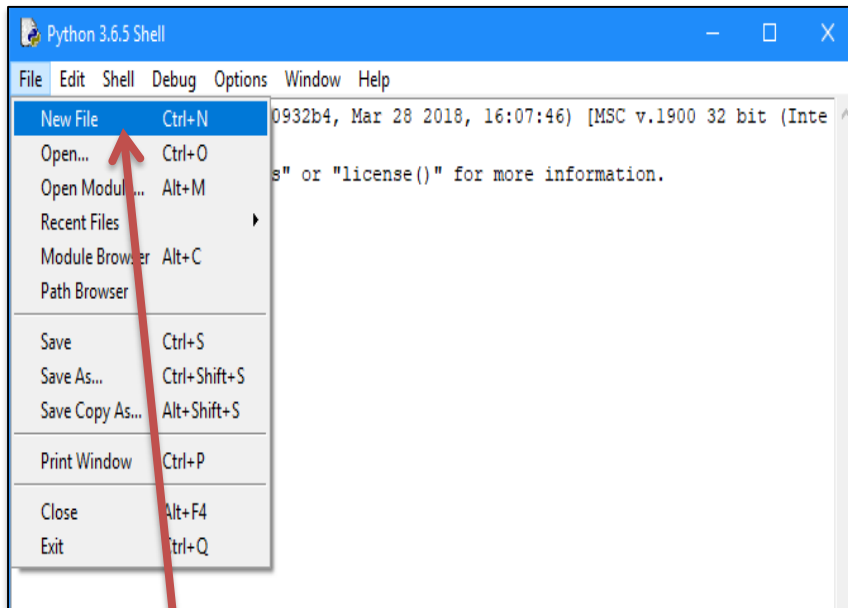 Python 3.6.5 Shell
File Edit Shell Debug Options Window Help
New File Ctrl+N
0932b4, Mar 28 2018, 16:07:46) [MSC v.1900 32 bit (Inte
Open... Ctrl+O
s" or "license()" for more information.
Open Module... Alt+M
Recent Files
Module Browser Alt+C
Path Browser
Save Ctrl+S
Save As... Ctrl+Shift+S
Save Copy As... Alt+Shift+S
Print Window Ctrl+P
Close Alt+F4
Exit Ctrl+Q